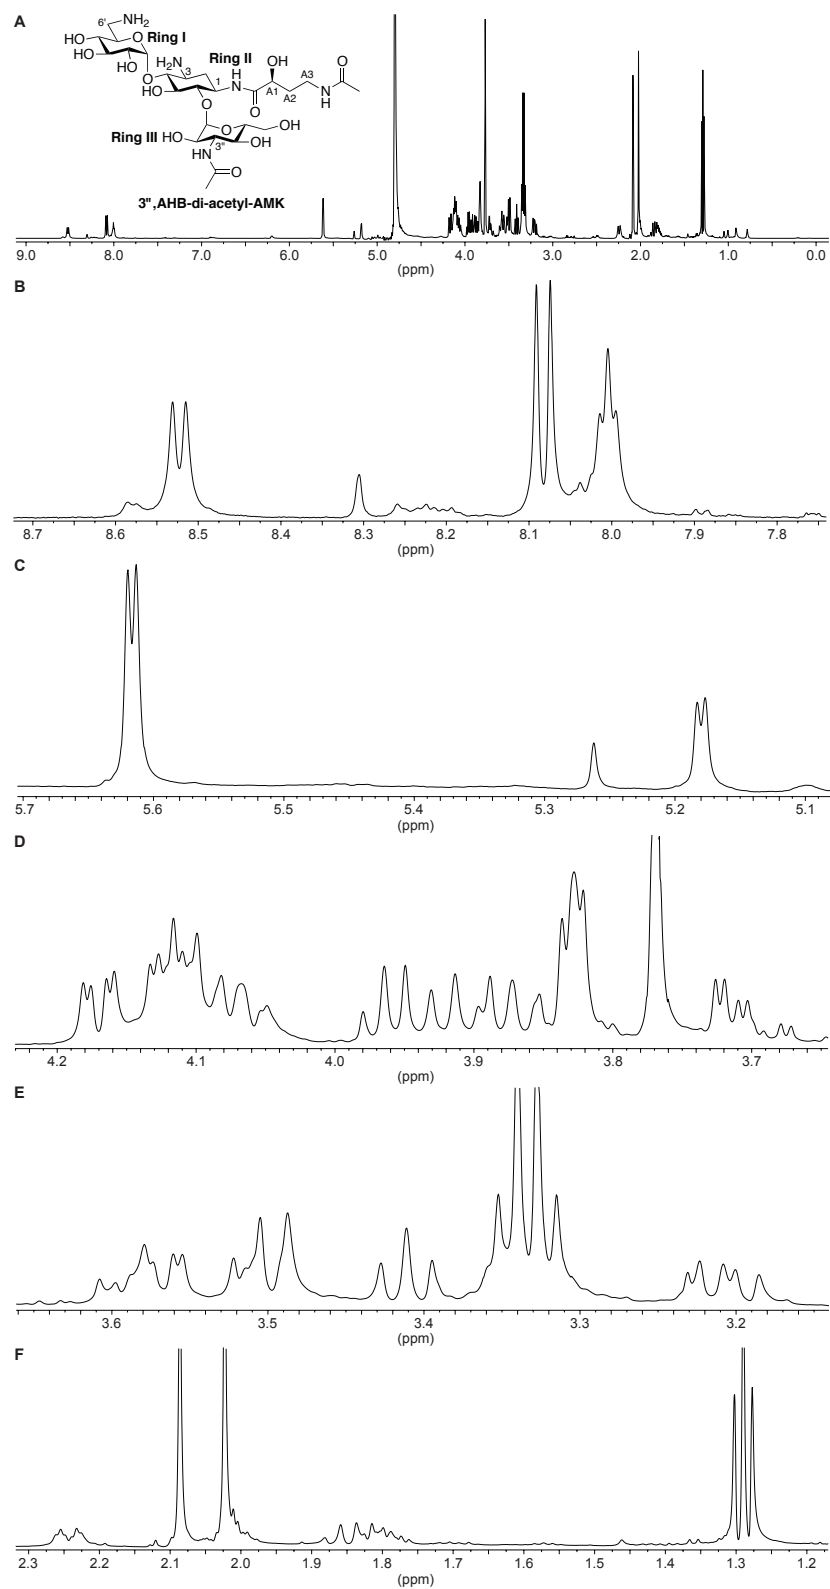 A
6' NH₂
HO Ring I
HO O
HO H₂N 3 Ring II OH
O 1 H N A1 A3 O
HO O A2 N H
O
Ring III HO O OH
HN 3" OH
O
3",AHB-di-acetyl-AMK
9.0 8.0 7.0 6.0 5.0 4.0 3.0 2.0 1.0 0.0
(ppm)
B
8.7 8.6 8.5 8.4 8.3 8.2 8.1 8.0 7.9 7.8
(ppm)
C
5.7 5.6 5.5 5.4 5.3 5.2 5.1
(ppm)
D
4.2 4.1 4.0 3.9 3.8 3.7
(ppm)
E
3.6 3.5 3.4 3.3 3.2
(ppm)
F
2.3 2.2 2.1 2.0 1.9 1.8 1.7 1.6 1.5 1.4 1.3 1.2
(ppm)